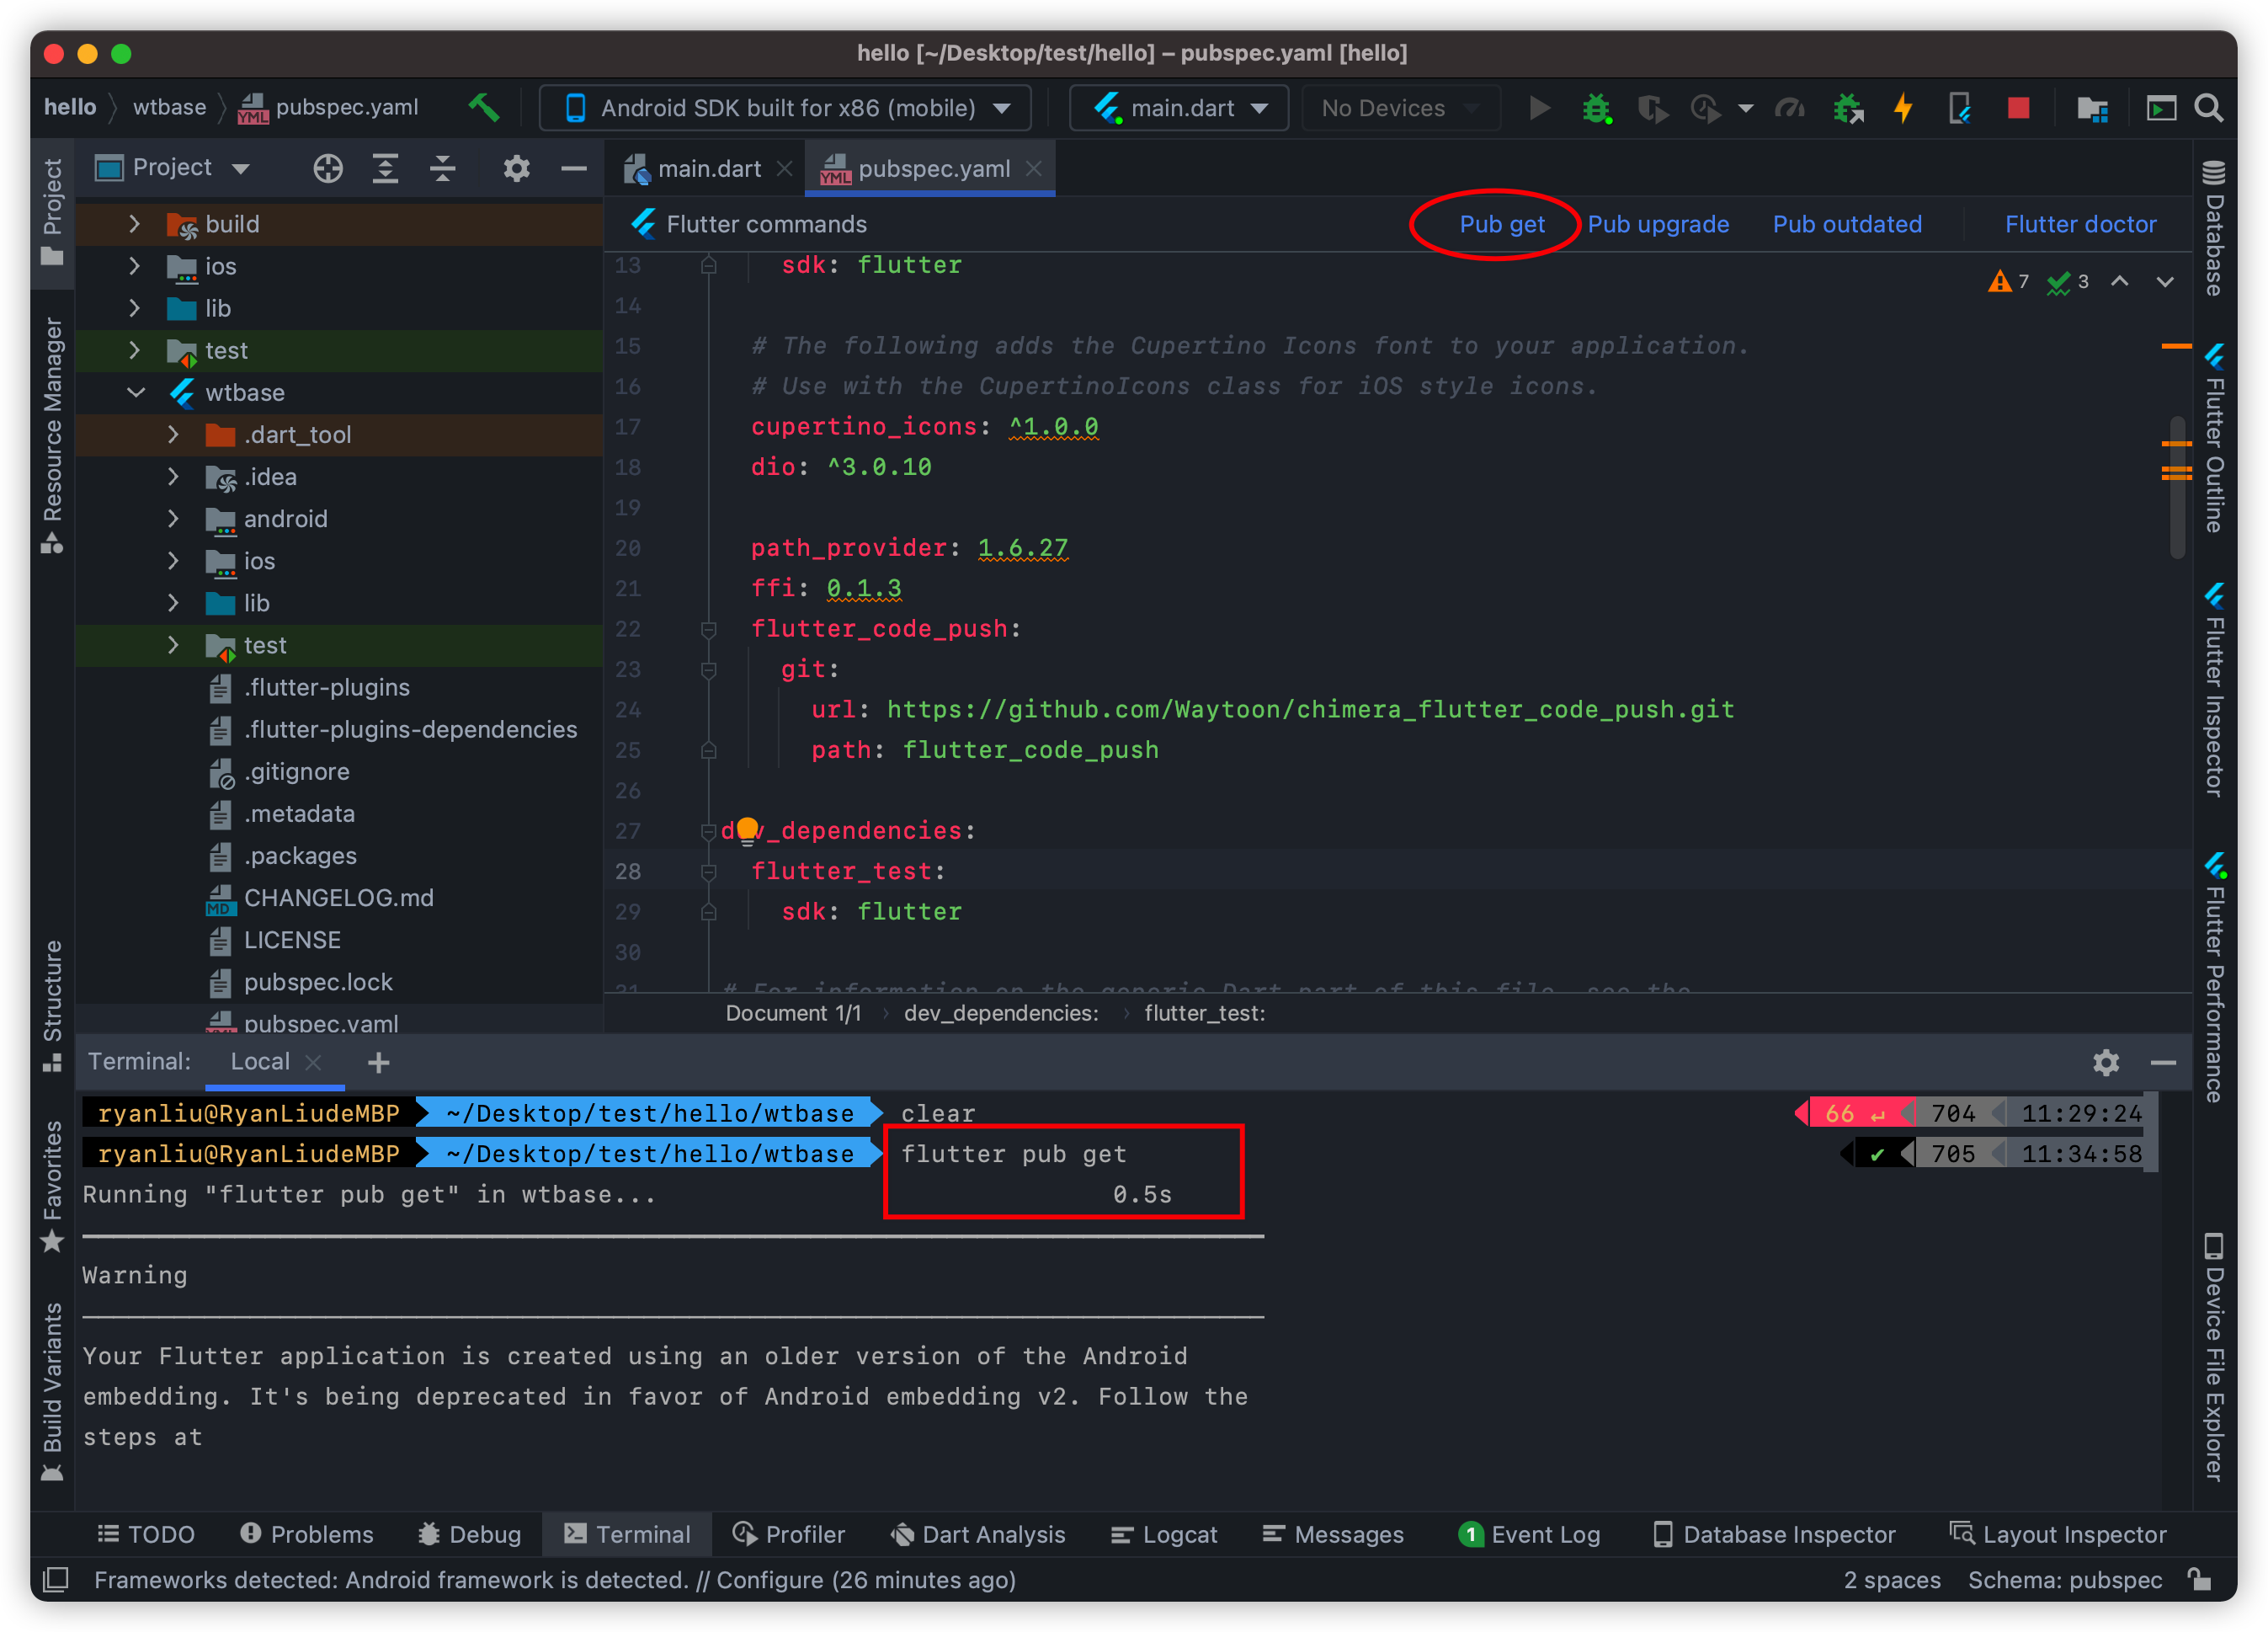 hello [~/Desktop/test/hello] – pubspec.yaml [hello]
hello wtbase pubspec.yaml Android SDK built for x86 (mobile) main.dart No Devices
Project
main.dart pubspec.yaml
Flutter commands Pub get Pub upgrade Pub outdated Flutter doctor
build
ios
lib
test
wtbase
.dart_tool
.idea
android
ios
lib
test
.flutter-plugins
.flutter-plugins-dependencies
.gitignore
.metadata
.packages
CHANGELOG.md
LICENSE
pubspec.lock
pubspec.yaml
7 3
13 sdk: flutter
14
15 # The following adds the Cupertino Icons font to your application.
16 # Use with the CupertinoIcons class for iOS style icons.
17 cupertino_icons: ^1.0.0
18 dio: ^3.0.10
19
20 path_provider: 1.6.27
21 ffi: 0.1.3
22 flutter_code_push:
23 git:
24 url: https://github.com/Waytoon/chimera_flutter_code_push.git
25 path: flutter_code_push
26
27 dev_dependencies:
28 flutter_test:
29 sdk: flutter
30
31 # For information on the generic Dart part of this file, see the
Document 1/1 › dev_dependencies: › flutter_test:
Project
Resource Manager
Structure
Favorites
Build Variants
Database
Flutter Outline
Flutter Inspector
Flutter Performance
Device File Explorer
Terminal: Local
ryanliu@RyanLiudeMBP ~/Desktop/test/hello/wtbase clear 66 ↵ 704 11:29:24
ryanliu@RyanLiudeMBP ~/Desktop/test/hello/wtbase flutter pub get ✔ 705 11:34:58
Running "flutter pub get" in wtbase... 0.5s
Warning
Your Flutter application is created using an older version of the Android
embedding. It's being deprecated in favor of Android embedding v2. Follow the
steps at
TODO Problems Debug Terminal Profiler Dart Analysis Logcat Messages 1 Event Log Database Inspector Layout Inspector
Frameworks detected: Android framework is detected. // Configure (26 minutes ago) 2 spaces Schema: pubspec